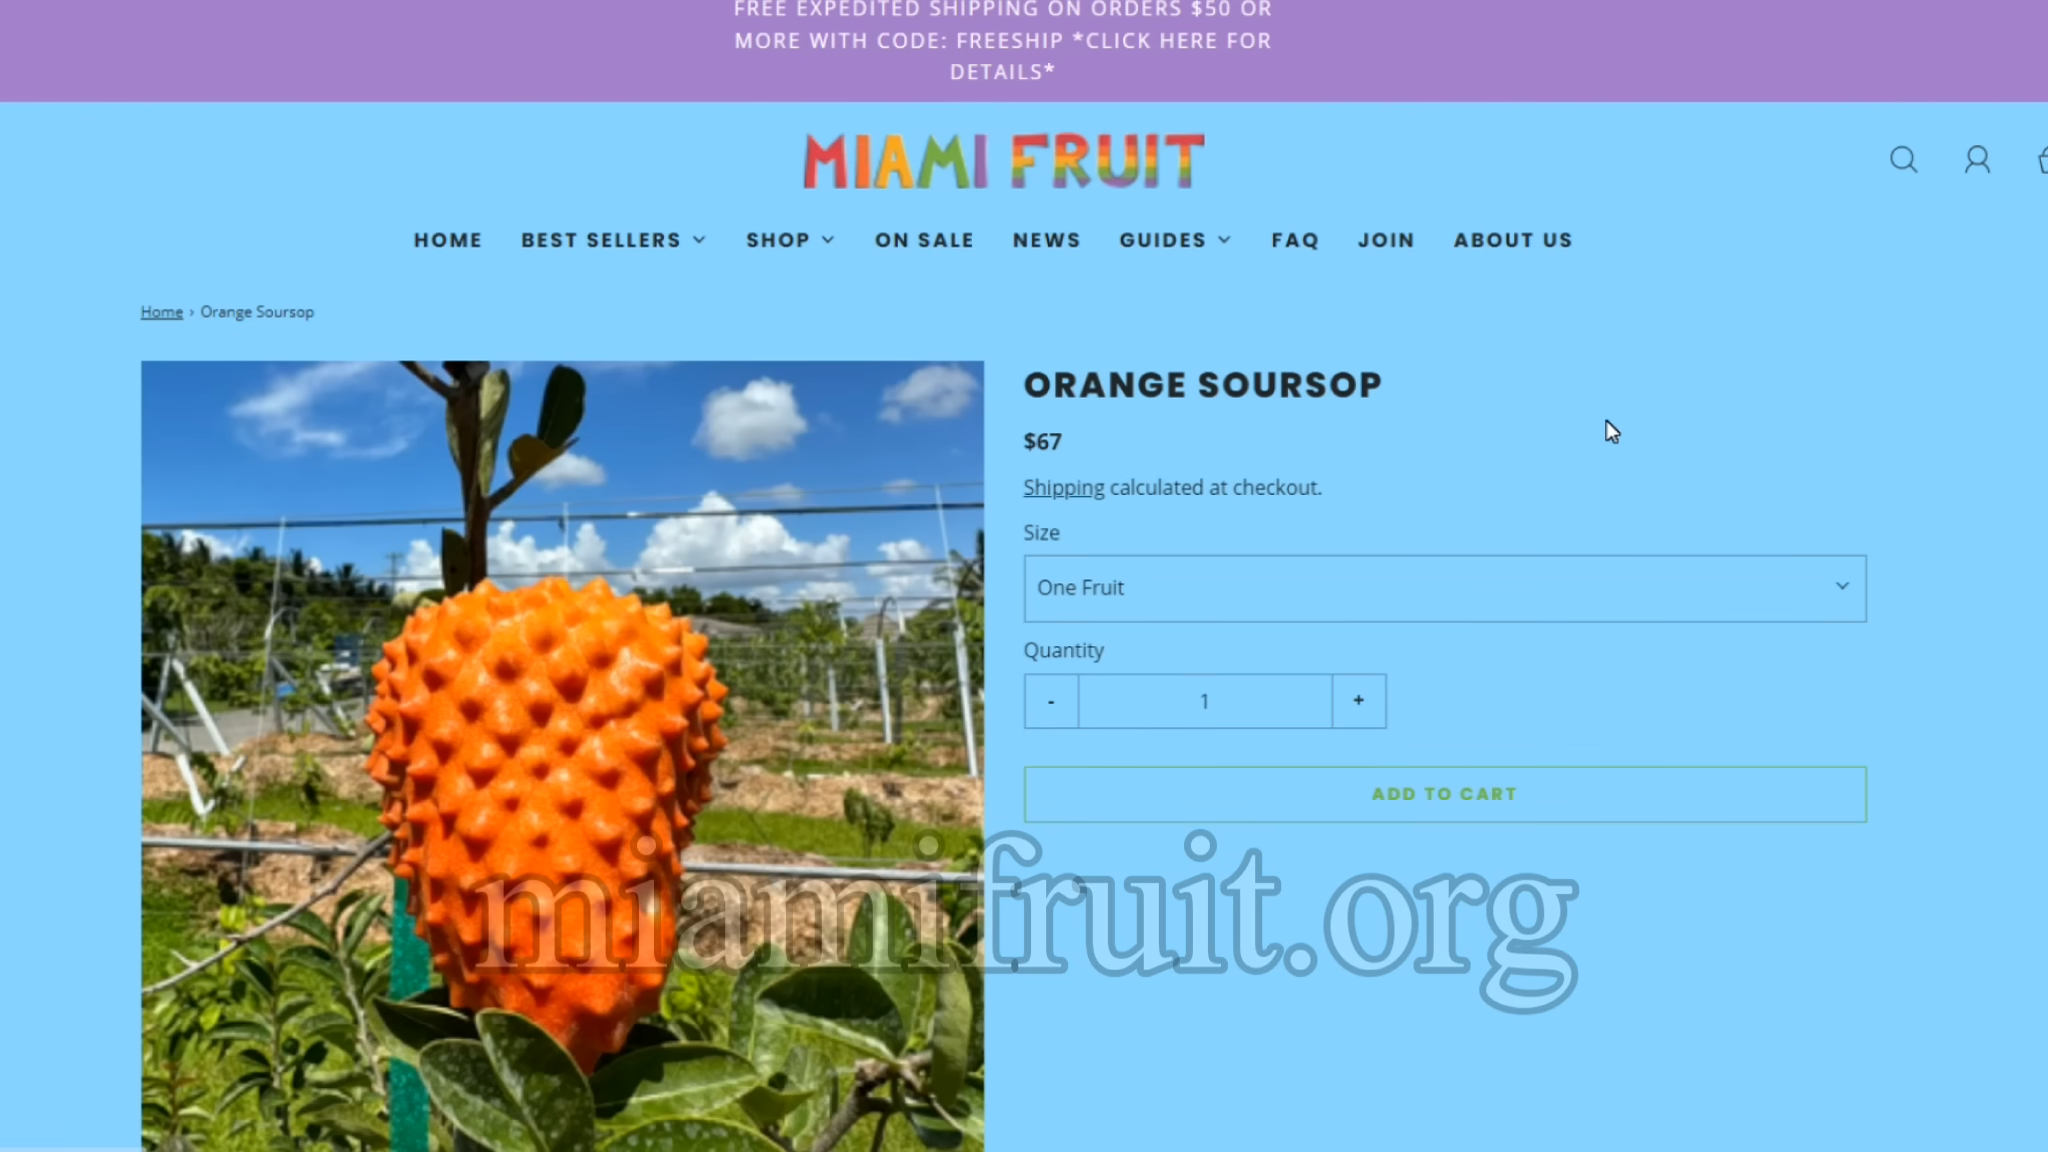 FREE EXPEDITED SHIPPING ON ORDERS $50 OR
MORE WITH CODE: FREESHIP *CLICK HERE FOR
DETAILS*
MIAMI FRUIT
HOME BEST SELLERS SHOP ON SALE NEWS GUIDES FAQ JOIN ABOUT US
Home › Orange Soursop
ORANGE SOURSOP
$67
Shipping calculated at checkout.
Size
One Fruit
Quantity
- 1 +
ADD TO CART
miamifruit.org